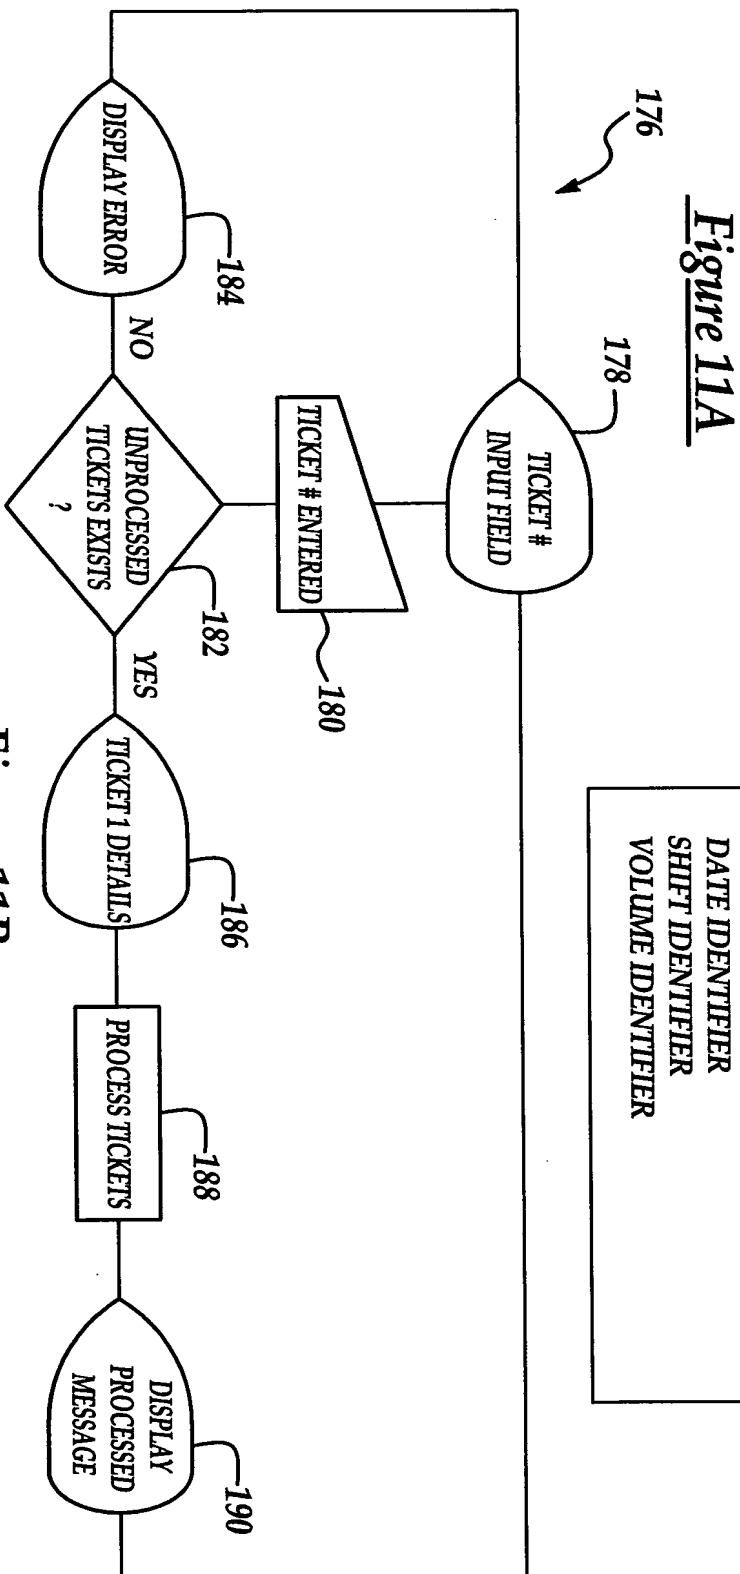 Figure 11A
DATE IDENTIFIER
SHIFT IDENTIFIER
VOLUME IDENTIFIER
176
178
TICKET #
INPUT FIELD
TICKET # ENTERED
180
184
DISPLAY ERROR
NO
UNPROCESSED
TICKETS EXISTS
?
182
YES
TICKET 1 DETAILS
186
PROCESS TICKETS
188
DISPLAY
PROCESSED
MESSAGE
190